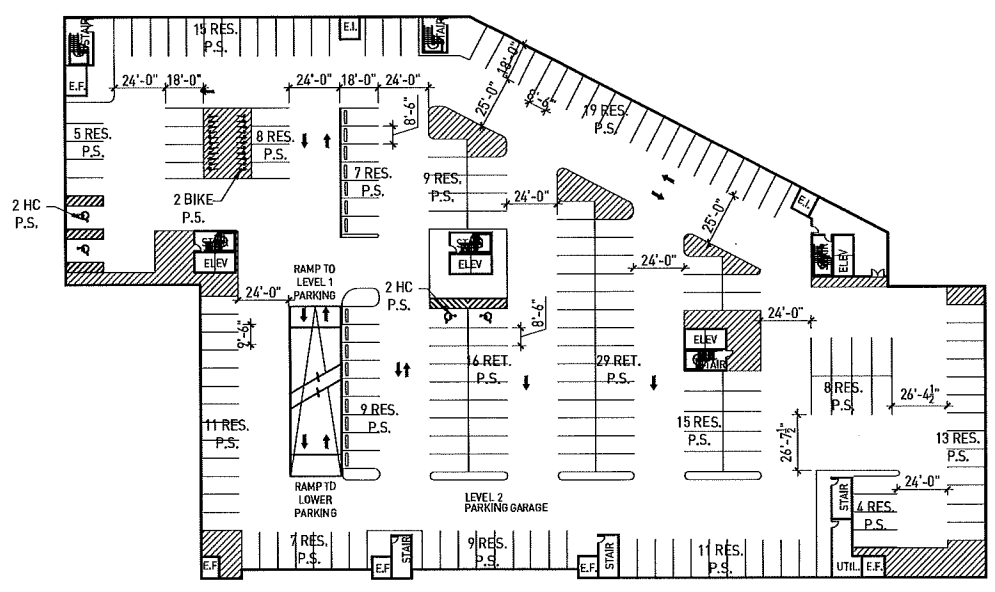 15 RES.
P.S.
E.I.
STAIR
STAIR
E.F.
24'-0"
18'-0"
24'-0"
18'-0"
24'-0"
18'-0"
25'-0"
8'-6"
19 RES.
P.S.
8'-6"
5 RES.
P.S.
8 RES.
P.S.
7 RES.
P.S.
9 RES.
P.S.
2 HC
P.S.
2 BIKE
P.S.
24'-0"
25'-0"
E.I.
STAIR
ELEV
STAIR
ELEV
STAIR
ELEV
24'-0"
RAMP TO
LEVEL 1
PARKING
2 HC
P.S.
24'-0"
24'-0"
9'-6"
8'-6"
ELEV
STAIR
16 RET.
P.S.
29 RET.
P.S.
8 RES.
P.S.
26'-4½"
11 RES.
P.S.
9 RES.
P.S.
15 RES.
P.S.
26'-7½"
13 RES.
P.S.
RAMP TO
LOWER
PARKING
LEVEL 2
PARKING GARAGE
24'-0"
STAIR
4 RES.
P.S.
7 RES.
P.S.
STAIR
9 RES.
P.S.
STAIR
11 RES.
P.S.
E.F.
E.F.
E.F.
UTIL.
E.F.